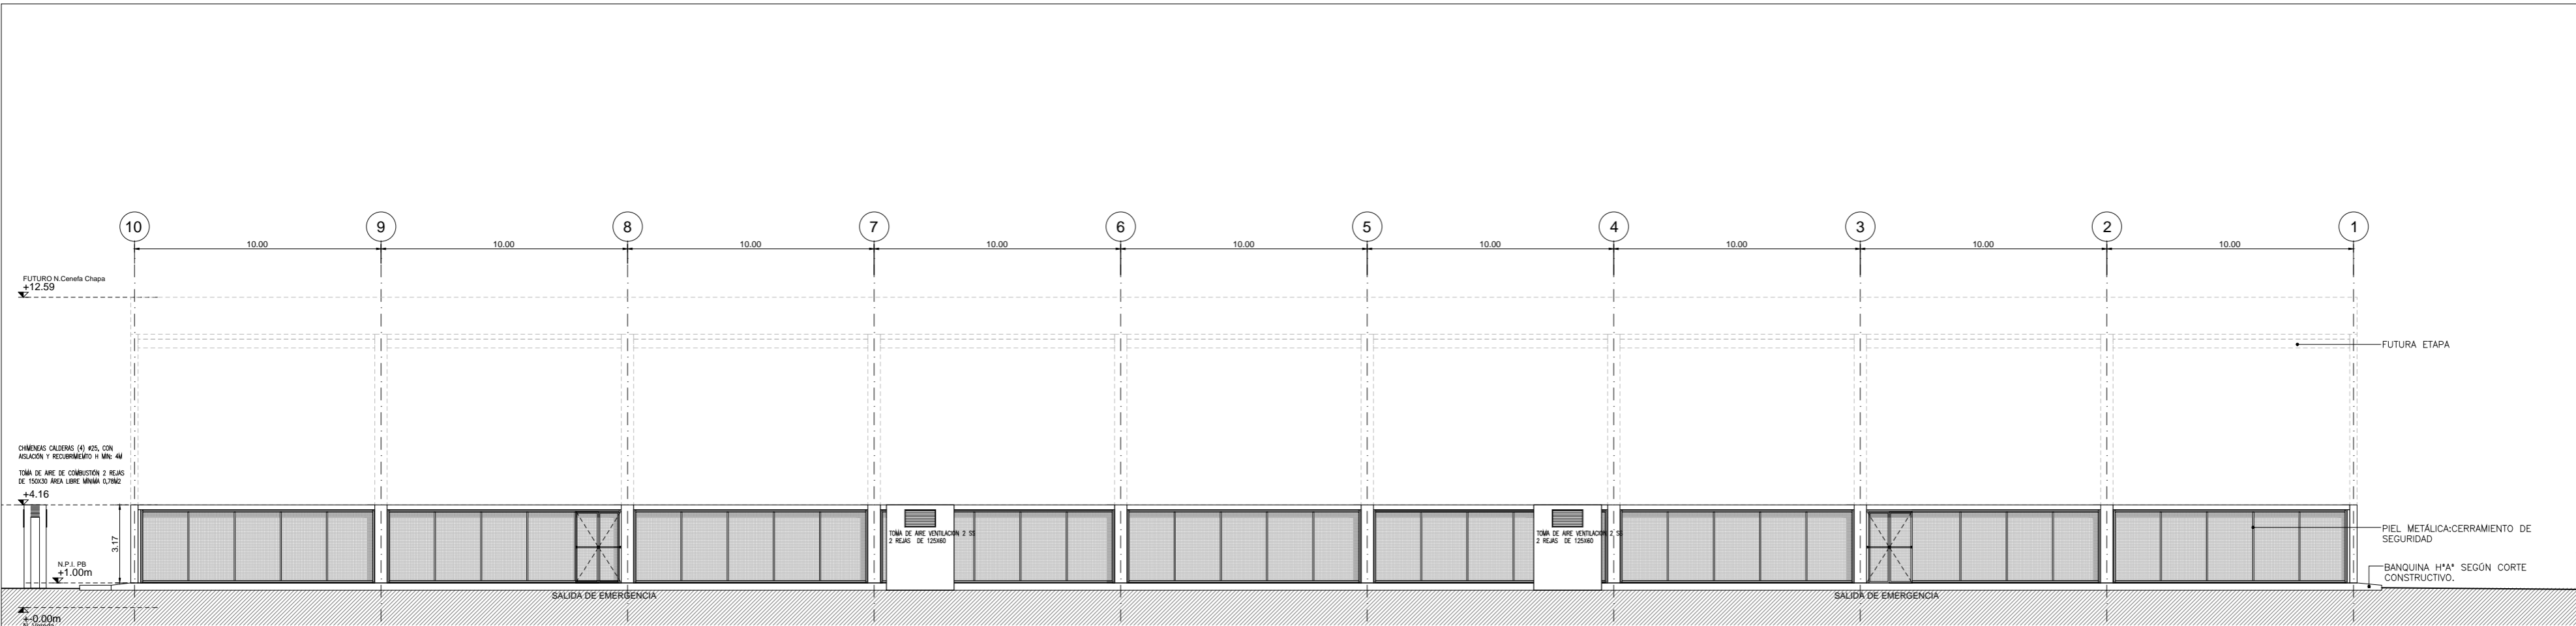 10 9 8 7 6 5 4 3 2 1
10.00 10.00 10.00 10.00 10.00 10.00 10.00 10.00 10.00
FUTURO N.Cenefa Chapa
+12.59
FUTURA ETAPA
CHIMENEAS CALDERAS (4) ø25, CON
AISLACIÓN Y RECUBRIMIENTO H MIN: 4M
TOMA DE AIRE DE COMBUSTIÓN 2 REJAS
DE 150X30 ÁREA LIBRE MÍNIMA 0,78M2
+4.16
3.17
N.P.I. PB
+1.00m
TOMA DE AIRE VENTILACION 2 SS
2 REJAS DE 125X60
TOMA DE AIRE VENTILACION 2 SS
2 REJAS DE 125X60
PIEL METÁLICA:CERRAMIENTO DE
SEGURIDAD
BANQUINA H*A* SEGÚN CORTE
CONSTRUCTIVO.
SALIDA DE EMERGENCIA
SALIDA DE EMERGENCIA
+-0.00m